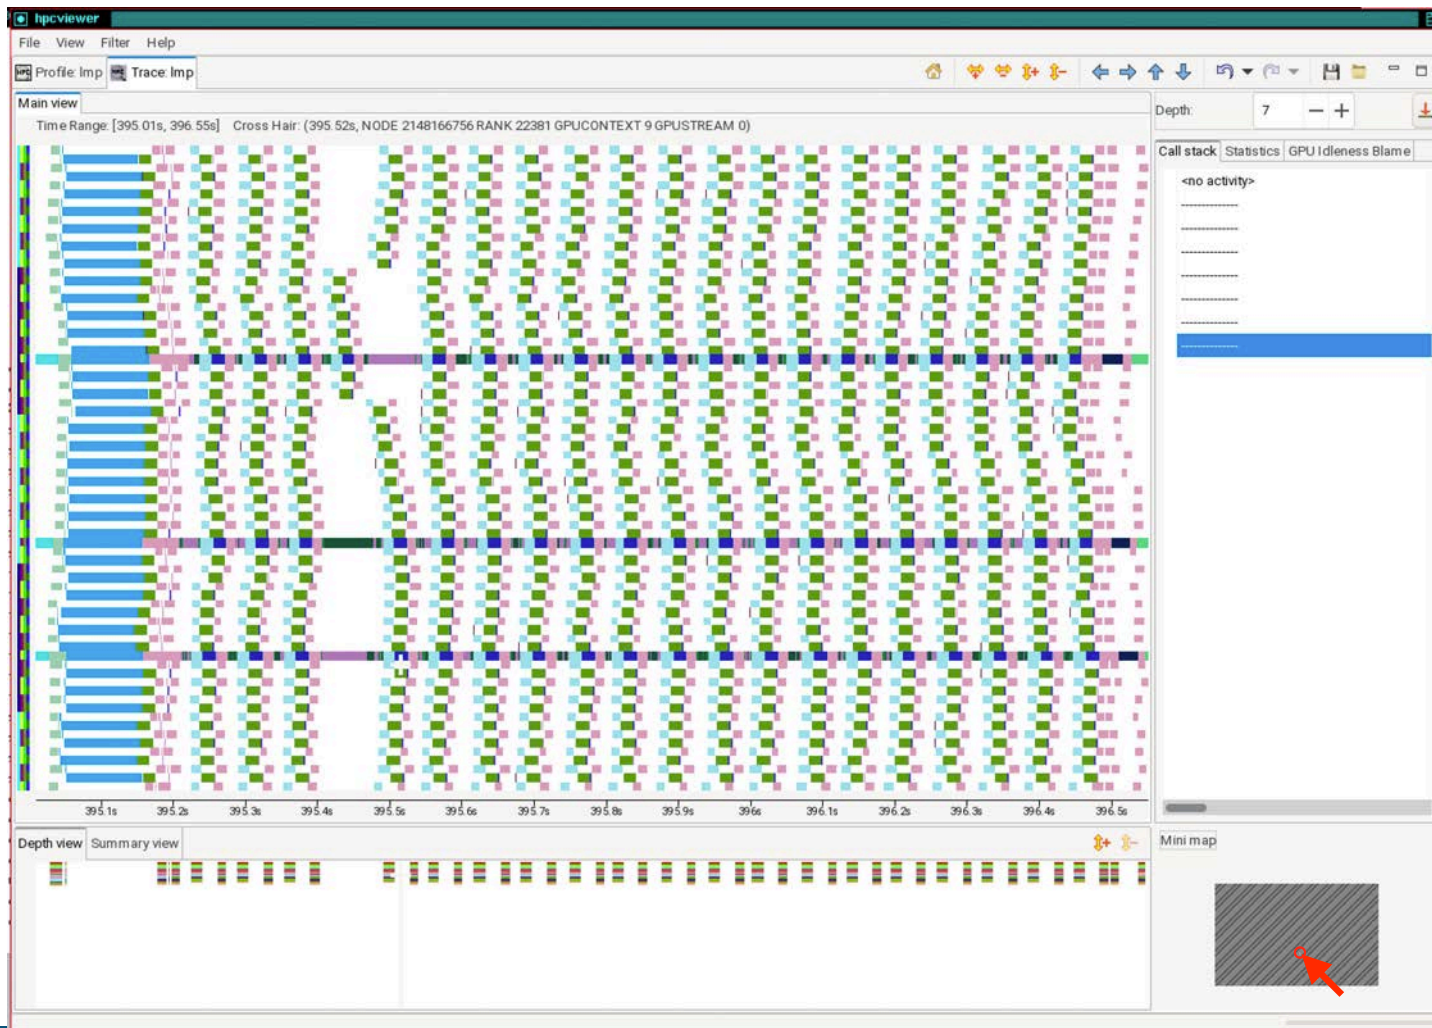 hpcviewer
File View Filter Help
Profile: lmp Trace: lmp
Main view
Time Range: [395.01s, 396.55s] Cross Hair: (395.52s, NODE 2148166756 RANK 22381 GPUCONTEXT 9 GPUSTREAM 0)
Depth: 7
Call stack Statistics GPU Idleness Blame
<no activity>
-------------
-------------
-------------
-------------
-------------
-------------
-------------
395.1s 395.2s 395.3s 395.4s 395.5s 395.6s 395.7s 395.8s 395.9s 396s 396.1s 396.2s 396.3s 396.4s 396.5s
Depth view Summary view
Mini map